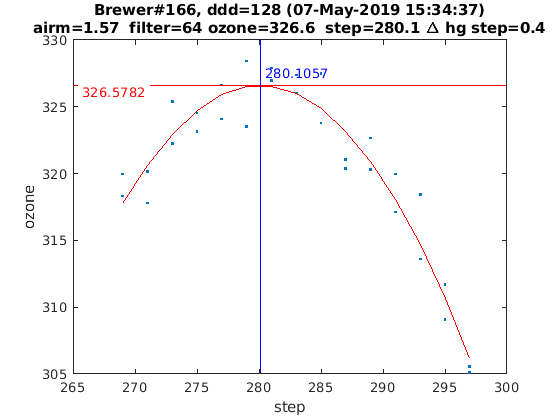 Brewer#166, ddd=128 (07-May-2019 15:34:37)
airm=1.57 filter=64 ozone=326.6 step=280.1 Δ hg step=0.4
330
325
320
315
310
305
ozone
280.1057
326.5782
265 270 275 280 285 290 295 300
step